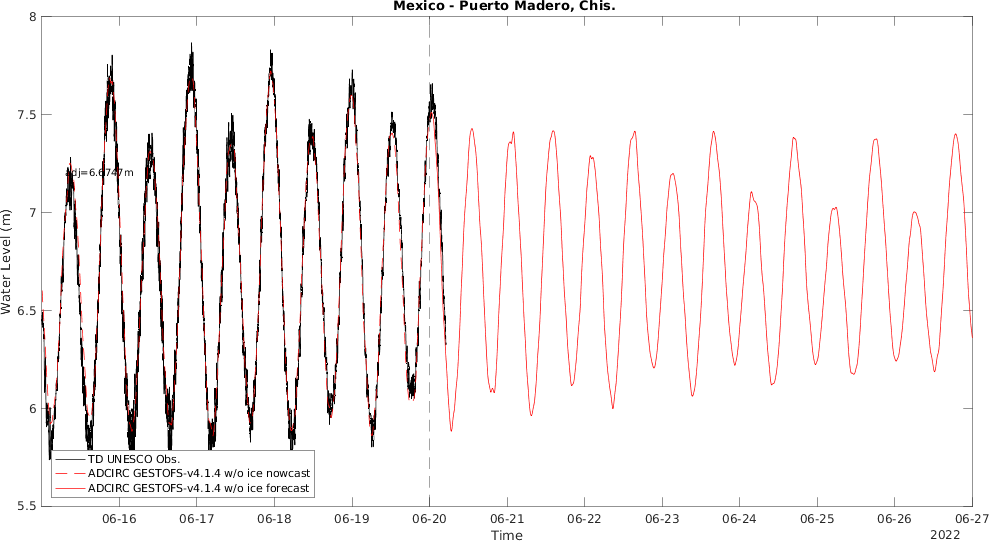 Mexico - Puerto Madero, Chis.
8
7.5
7
6.5
6
5.5
Water Level (m)
adj=6.6747m
TD UNESCO Obs.
ADCIRC GESTOFS-v4.1.4 w/o ice nowcast
ADCIRC GESTOFS-v4.1.4 w/o ice forecast
06-16 06-17 06-18 06-19 06-20 06-21 06-22 06-23 06-24 06-25 06-26 06-27
Time
2022